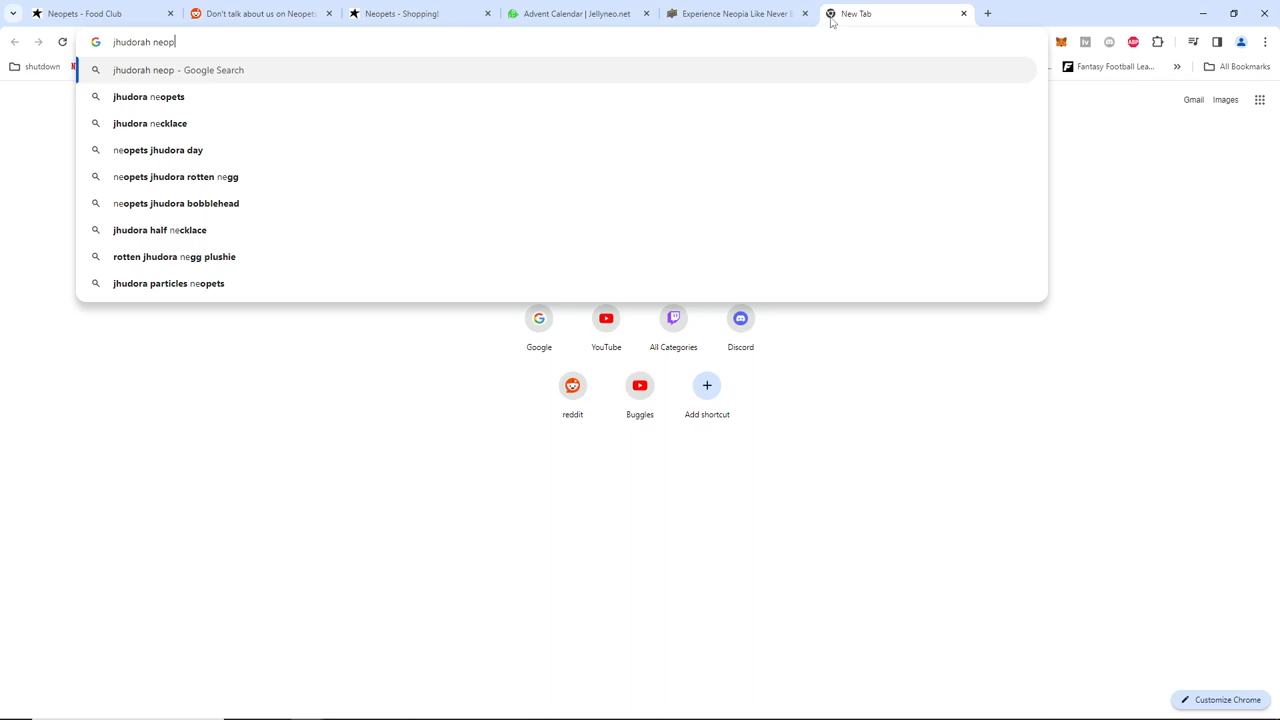 Neopets - Food Club
Don't talk about us on Neopets
Neopets - Shopping!
Advent Calendar | Jellyneo.net
Experience Neopia Like Never B
New Tab
jhudorah neop
shutdown
Fantasy Football Lea...
»
All Bookmarks
jhudorah neop - Google Search
jhudora neopets
jhudora necklace
neopets jhudora day
neopets jhudora rotten negg
neopets jhudora bobblehead
jhudora half necklace
rotten jhudora negg plushie
jhudora particles neopets
Gmail Images
Google YouTube All Categories Discord
reddit Buggles Add shortcut
Customize Chrome